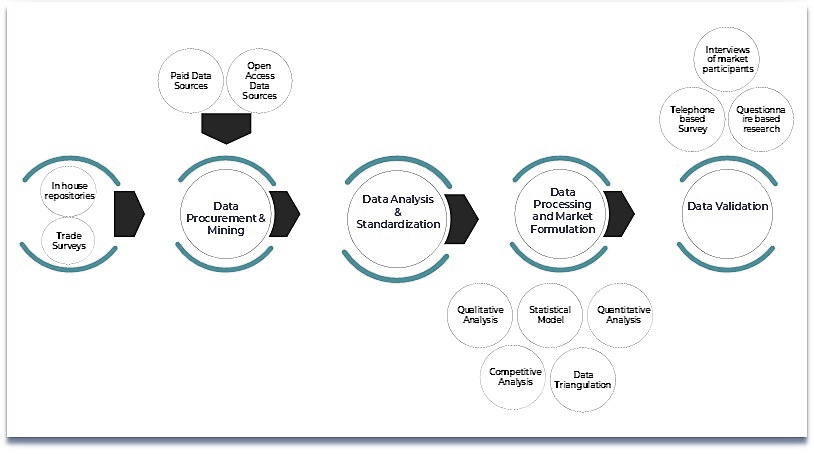 Paid Data
Sources
Open
Access
Data
Sources
Interviews
of market
participants
Telephone
based
Survey
Questionna
ire based
research
In house
repositories
Trade
Surveys
Data
Procurement &
Mining
Data Analysis
&
Standardization
Data
Processing
and Market
Formulation
Data Validation
Qualitative
Analysis
Statistical
Model
Quantitative
Analysis
Competitive
Analysis
Data
Triangulation